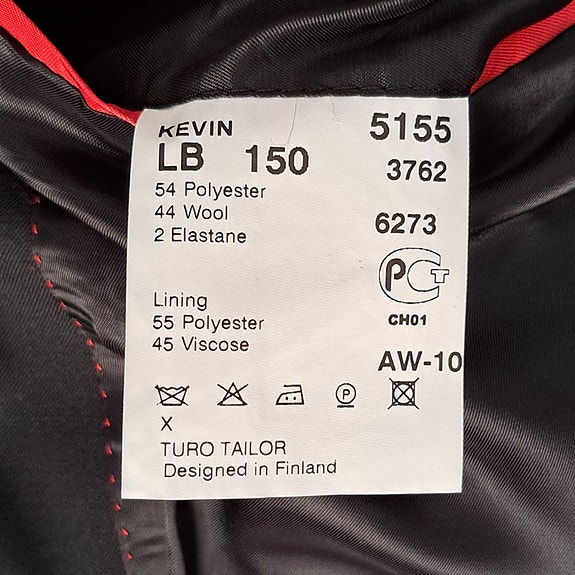 KEVIN 5155
LB 150 3762
54 Polyester
44 Wool 6273
2 Elastane
PCT
Lining
55 Polyester CH01
45 Viscose
AW-10
P
X
TURO TAILOR
Designed in Finland